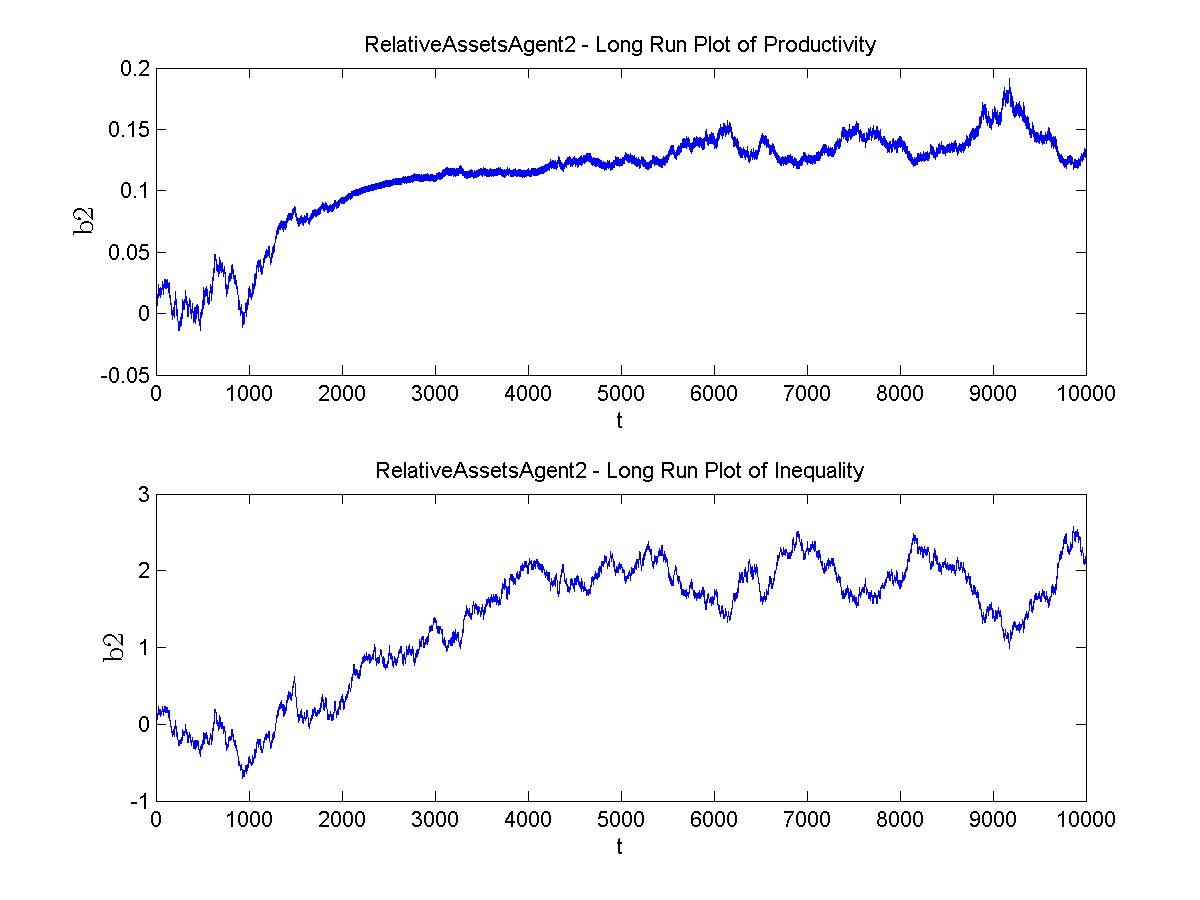 RelativeAssetsAgent2 - Long Run Plot of Productivity
0.2
0.15
0.1
0.05
0
-0.05
b2
0 1000 2000 3000 4000 5000 6000 7000 8000 9000 10000
t
RelativeAssetsAgent2 - Long Run Plot of Inequality
3
2
1
0
-1
b2
0 1000 2000 3000 4000 5000 6000 7000 8000 9000 10000
t